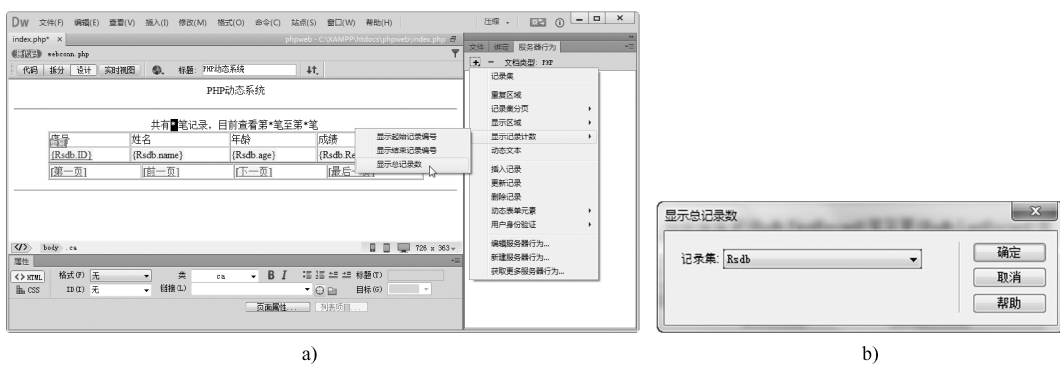 Dw 文件(F) 编辑(E) 查看(V) 插入(I) 修改(M) 格式(O) 命令(C) 站点(S) 窗口(W) 帮助(H) 压缩
index.php* × phpweb - C:\XAMPP\htdocs\phpweb\index.php
源代码 webconn.php
代码 拆分 设计 实时视图 标题: PHP动态系统
PHP动态系统
共有*笔记录，目前查看第*笔至第*笔
序号 姓名 年龄 成绩
{Rsdb.ID} {Rsdb.name} {Rsdb.age} {Rsdb.Re
[第一页] [前一页] [下一页] [最后一
显示起始记录编号
显示结束记录编号
显示总记录数
文件 绑定 服务器行为
+ − 文档类型: PHP
记录集
重复区域
记录集分页
显示区域
显示记录计数
动态文本
插入记录
更新记录
删除记录
动态表单元素
用户身份验证
编辑服务器行为...
新建服务器行为...
获取更多服务器行为...
</> body .ca 726 x 363
属性
<> HTML 格式(F) 无 类 ca B I 标题(T)
CSS ID(I) 无 链接(L) 目标(G)
页面属性... 列表项目...
a)
显示总记录数
记录集: Rsdb
确定
取消
帮助
b)